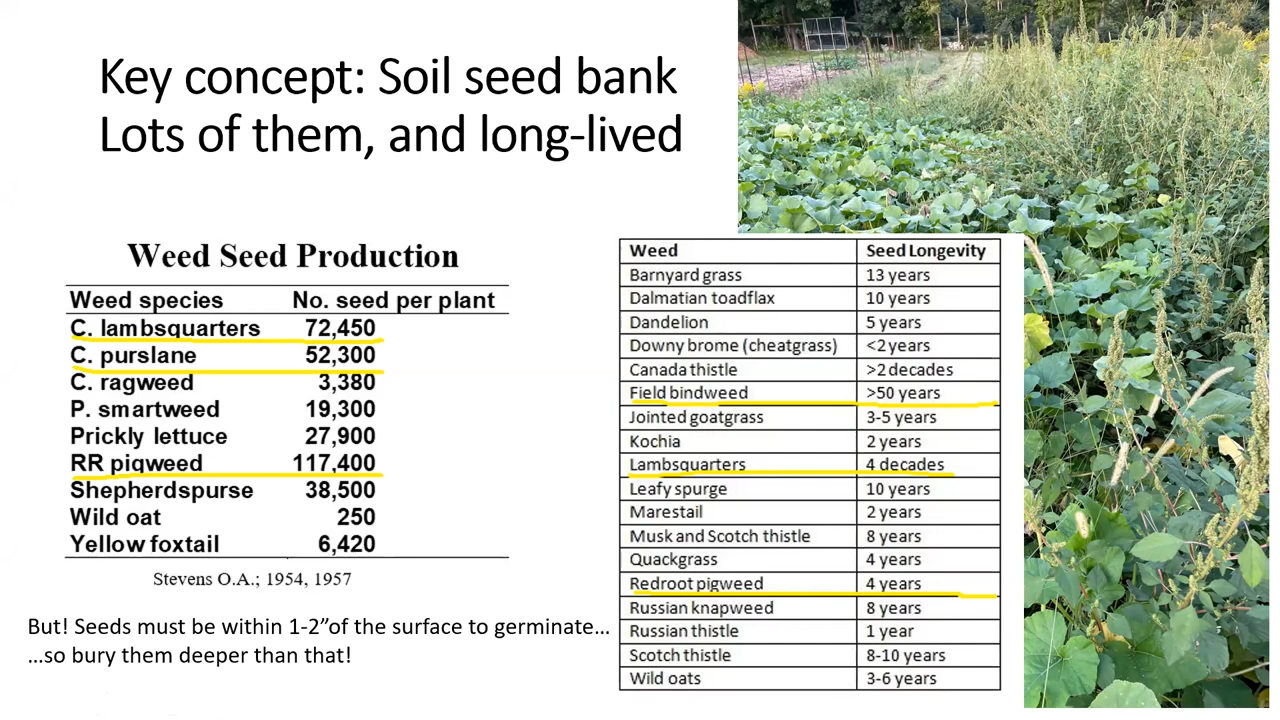 Key concept: Soil seed bank
Lots of them, and long-lived
Weed Seed Production
Weed species No. seed per plant
C. lambsquarters 72,450
C. purslane 52,300
C. ragweed 3,380
P. smartweed 19,300
Prickly lettuce 27,900
RR pigweed 117,400
Shepherdspurse 38,500
Wild oat 250
Yellow foxtail 6,420
Stevens O.A.; 1954, 1957
But! Seeds must be within 1-2”of the surface to germinate…
…so bury them deeper than that!
Weed Seed Longevity
Barnyard grass 13 years
Dalmatian toadflax 10 years
Dandelion 5 years
Downy brome (cheatgrass) <2 years
Canada thistle >2 decades
Field bindweed >50 years
Jointed goatgrass 3-5 years
Kochia 2 years
Lambsquarters 4 decades
Leafy spurge 10 years
Marestail 2 years
Musk and Scotch thistle 8 years
Quackgrass 4 years
Redroot pigweed 4 years
Russian knapweed 8 years
Russian thistle 1 year
Scotch thistle 8-10 years
Wild oats 3-6 years